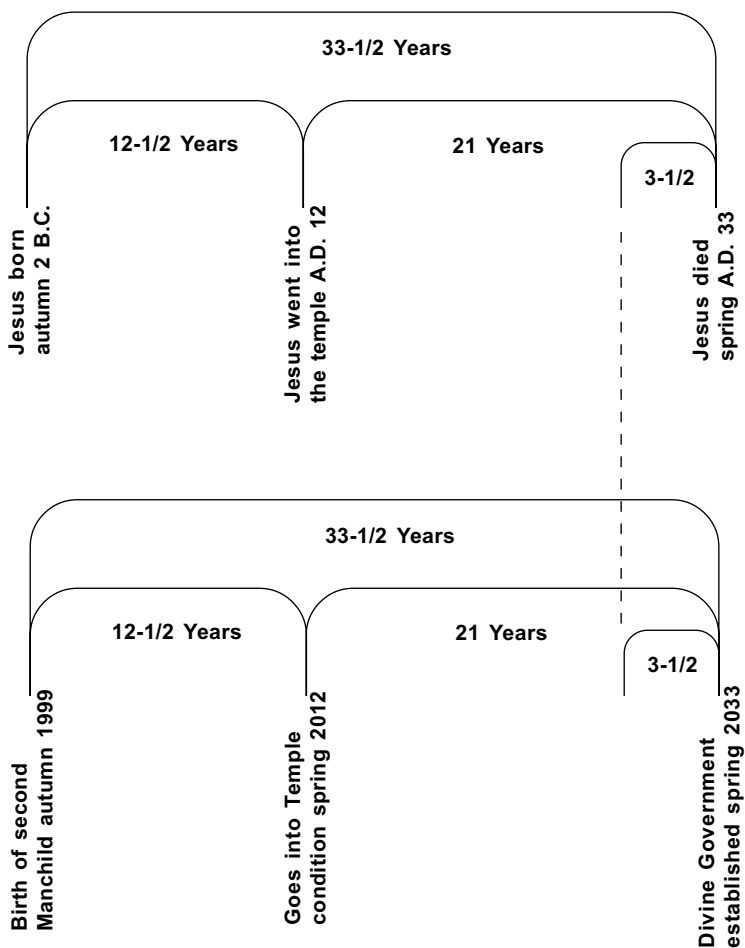 33-1/2 Years
12-1/2 Years
21 Years
3-1/2
Jesus born
autumn 2 B.C.
Jesus went into
the temple A.D. 12
Jesus died
spring A.D. 33
33-1/2 Years
12-1/2 Years
21 Years
3-1/2
Birth of second
Manchild autumn 1999
Goes into Temple
condition spring 2012
Divine Government
established spring 2033